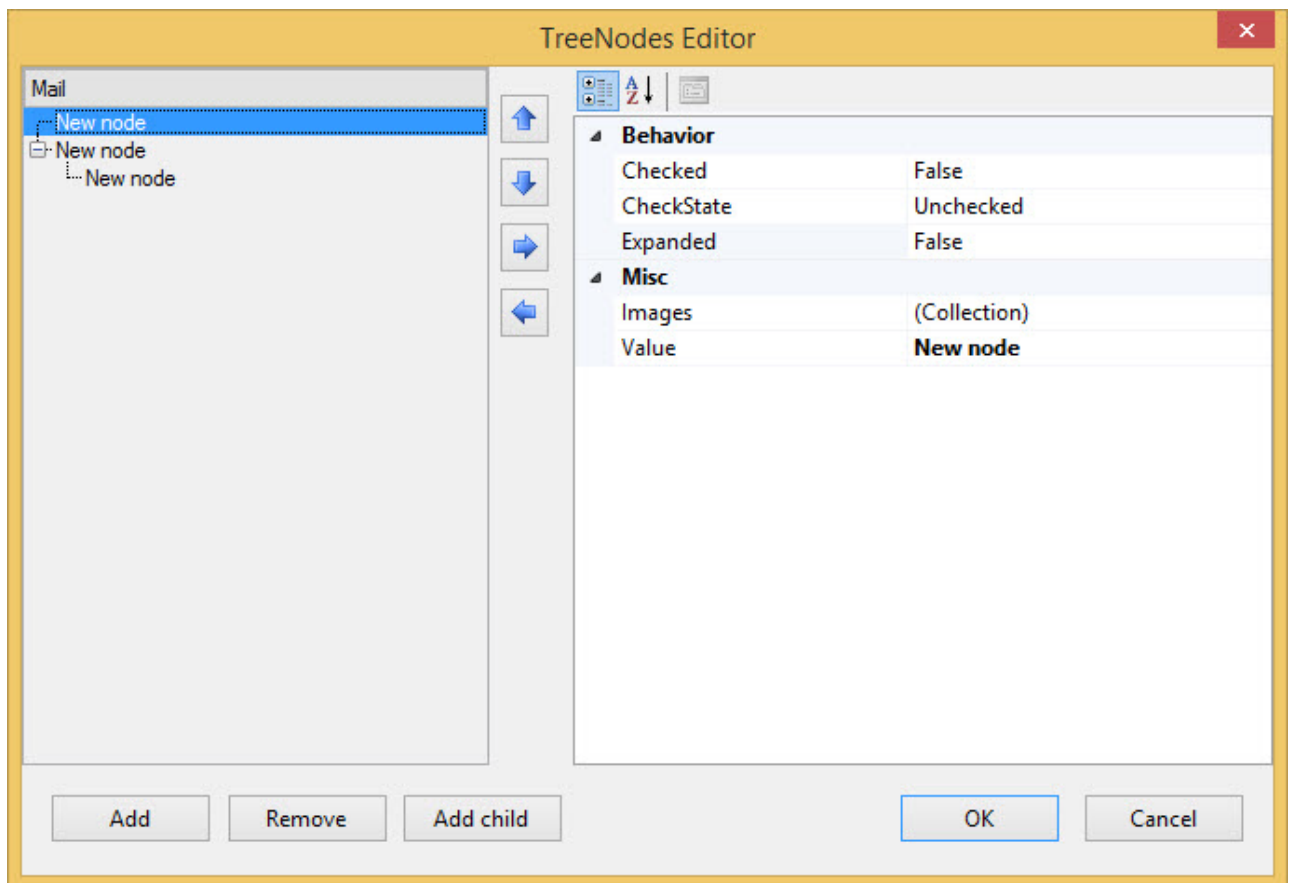 TreeNodes Editor
Mail
New node
New node
New node
Behavior
Checked False
CheckState Unchecked
Expanded False
Misc
Images (Collection)
Value New node
Add Remove Add child OK Cancel